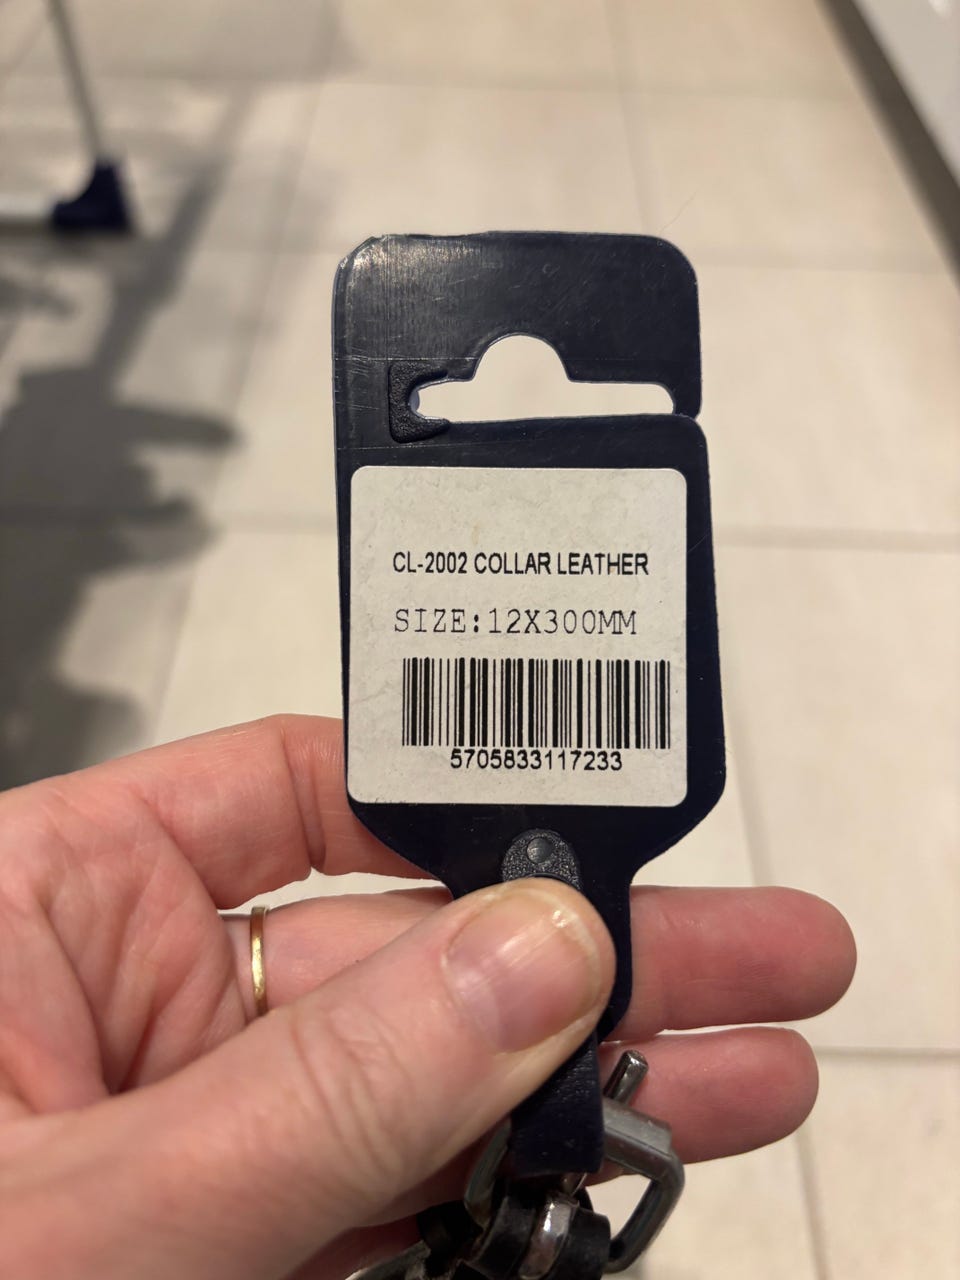 CL-2002 COLLAR LEATHER
SIZE:12X300MM
5705833117233